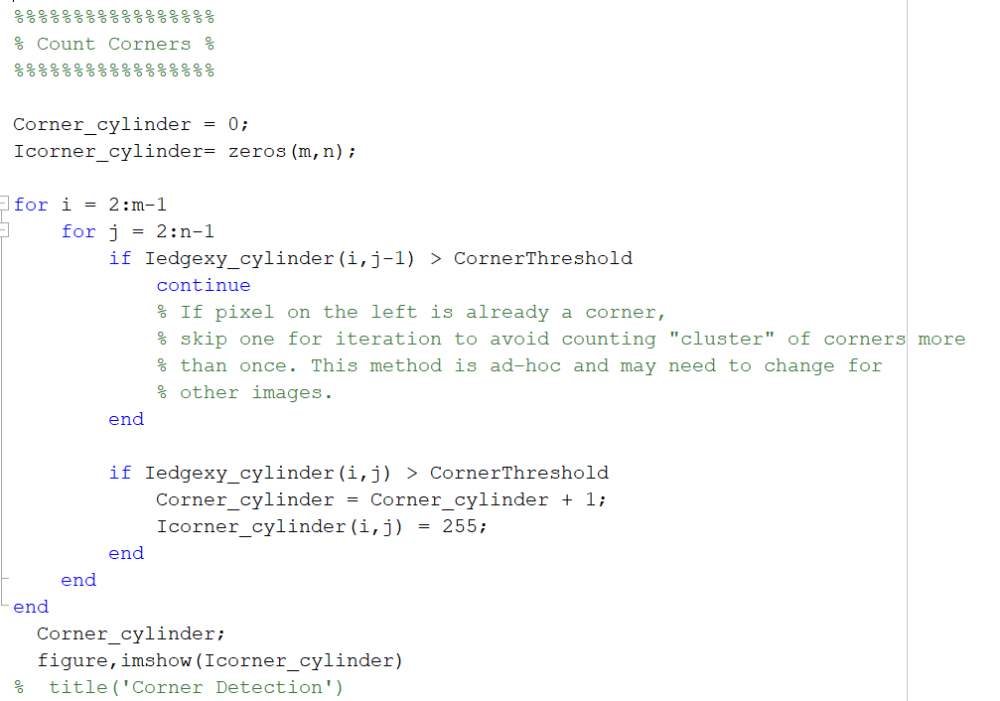 %%%%%%%%%%%%%%%%%
% Count Corners %
%%%%%%%%%%%%%%%%%
Corner_cylinder = 0;
Icorner_cylinder= zeros(m,n);
for i = 2:m-1
    for j = 2:n-1
        if Iedgexy_cylinder(i,j-1) > CornerThreshold
            continue
            % If pixel on the left is already a corner,
            % skip one for iteration to avoid counting "cluster" of corners more
            % than once. This method is ad-hoc and may need to change for
            % other images.
        end
        if Iedgexy_cylinder(i,j) > CornerThreshold
            Corner_cylinder = Corner_cylinder + 1;
            Icorner_cylinder(i,j) = 255;
        end
    end
end
  Corner_cylinder;
  figure,imshow(Icorner_cylinder)
%  title('Corner Detection')